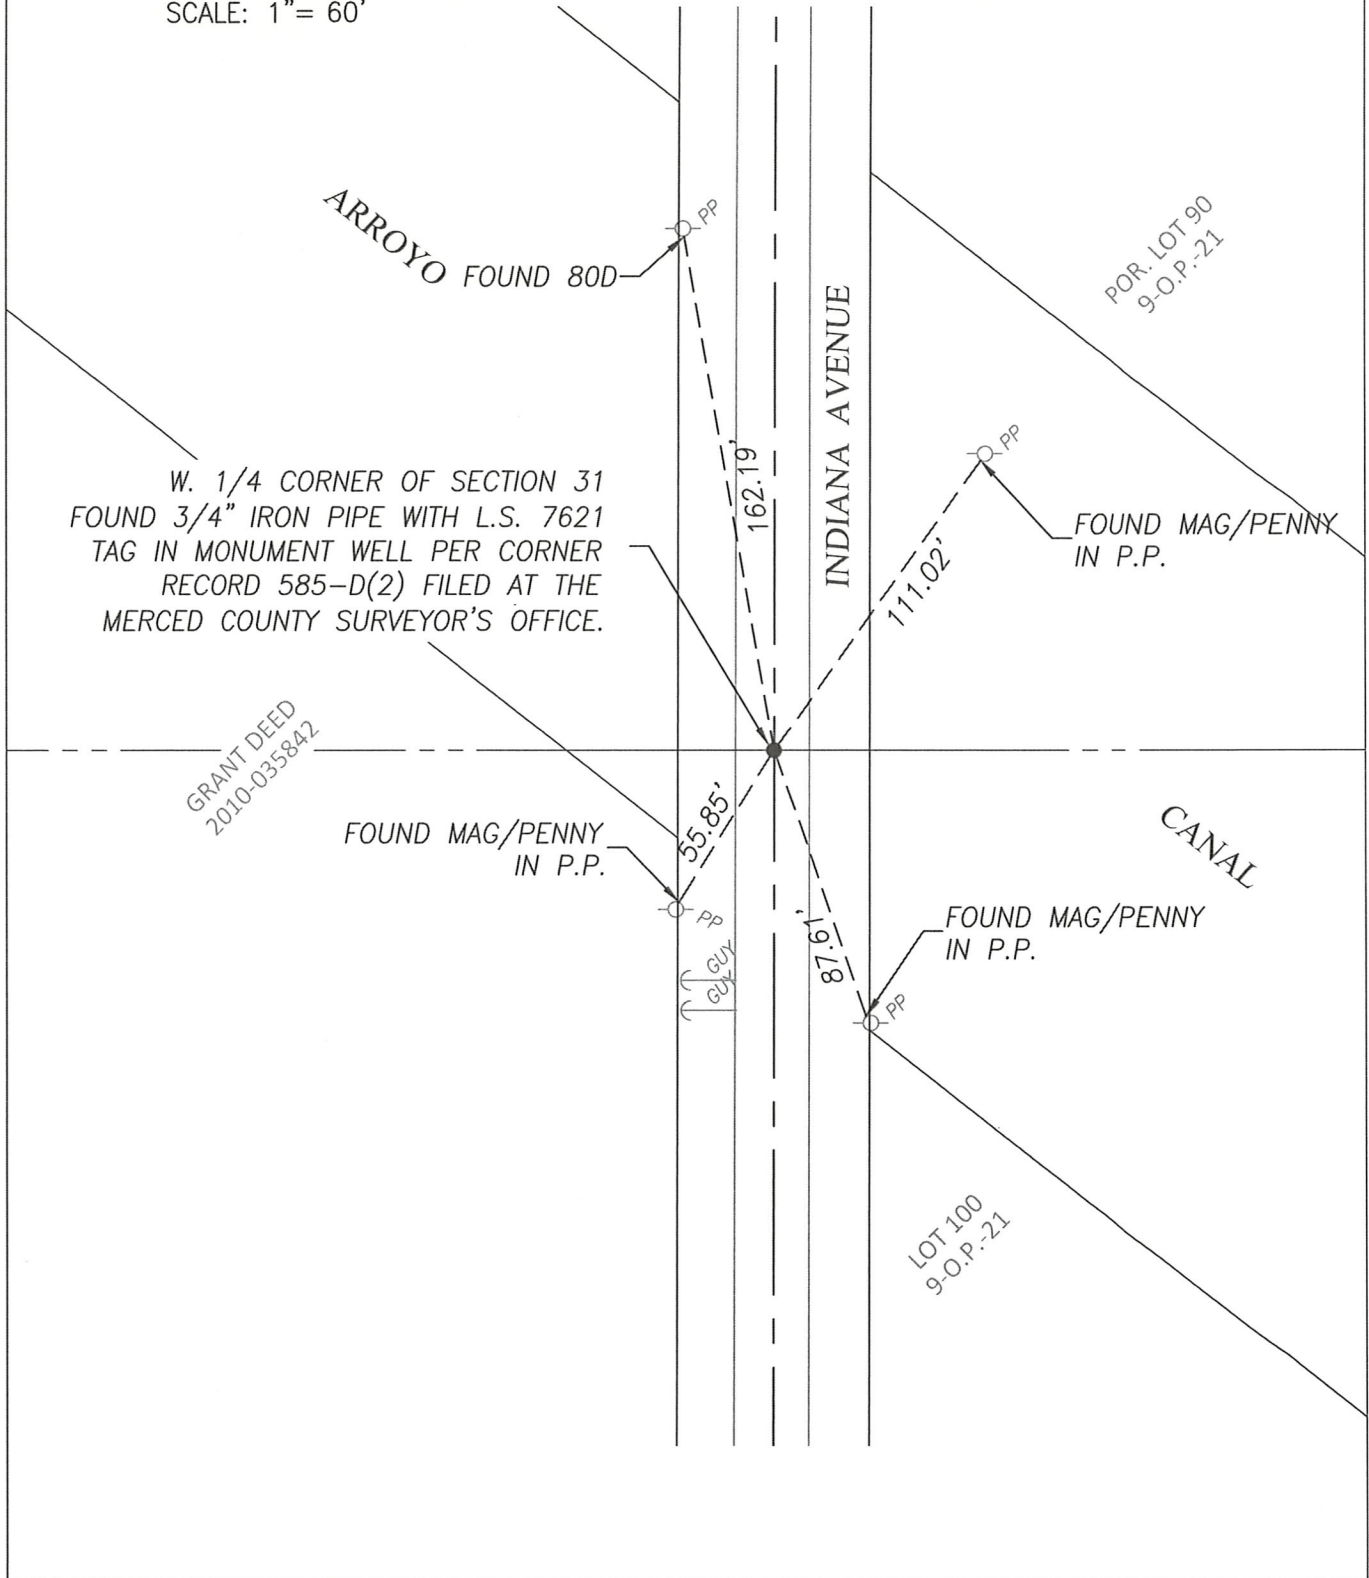 SCALE: 1"= 60'
ARROYO
PP
FOUND 80D
POR. LOT 90
9-O.P.-21
INDIANA AVENUE
162.19'
PP
W. 1/4 CORNER OF SECTION 31
FOUND 3/4" IRON PIPE WITH L.S. 7621
TAG IN MONUMENT WELL PER CORNER
RECORD 585-D(2) FILED AT THE
MERCED COUNTY SURVEYOR'S OFFICE.
FOUND MAG/PENNY
IN P.P.
111.02'
GRANT DEED
2010-035842
55.85'
FOUND MAG/PENNY
IN P.P.
CANAL
PP
GUY
GUY
87.61'
FOUND MAG/PENNY
IN P.P.
PP
LOT 100
9-O.P.-21